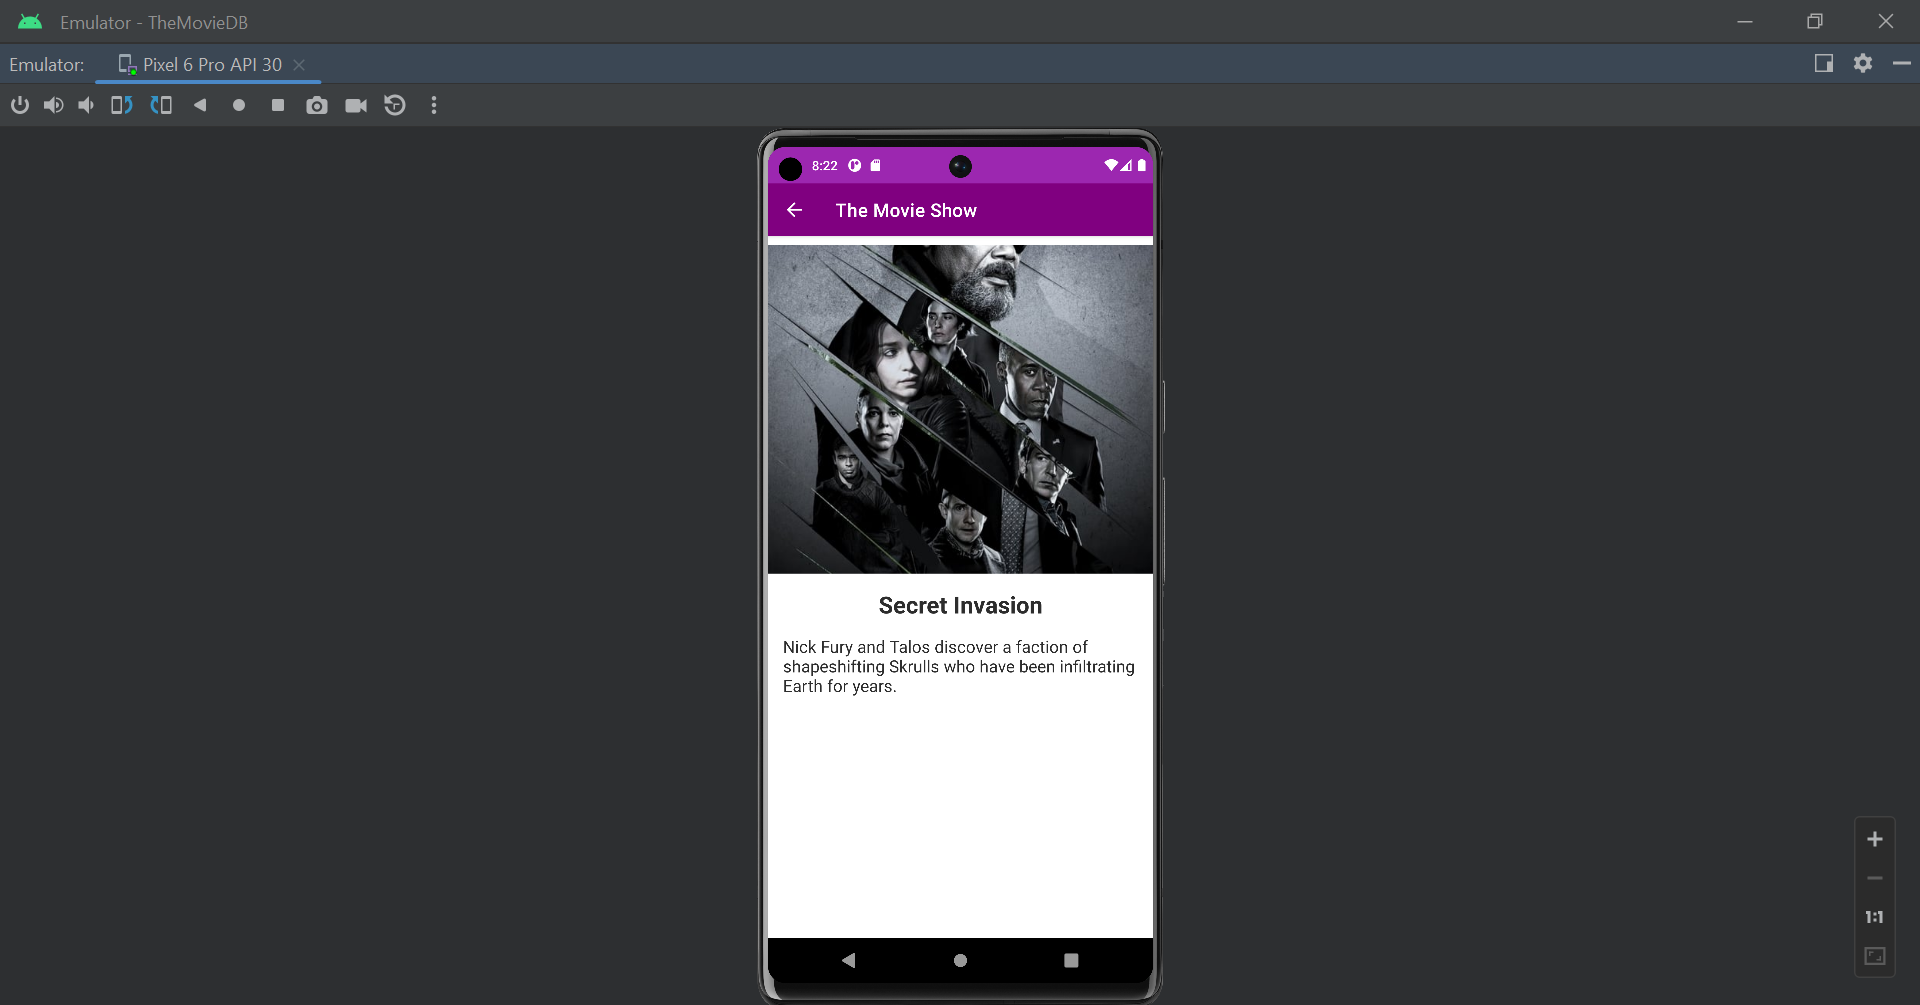 Emulator - TheMovieDB
Emulator:
Pixel 6 Pro API 30
8:22
The Movie Show
Secret Invasion
Nick Fury and Talos discover a faction of
shapeshifting Skrulls who have been infiltrating
Earth for years.
1:1